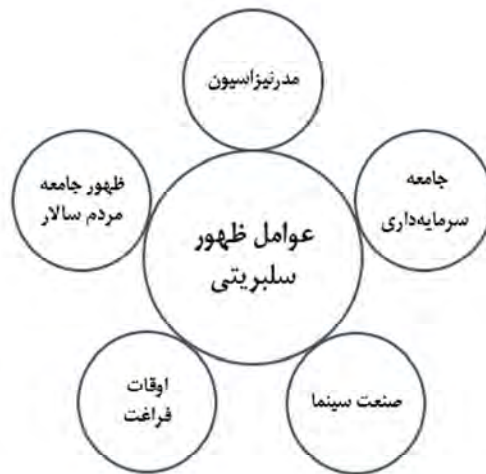 مدرنیزاسیون
جامعه
سرمایه‌داری
ظهور جامعه
مردم سالار
عوامل ظهور
سلبریتی
اوقات
فراغت
صنعت سینما